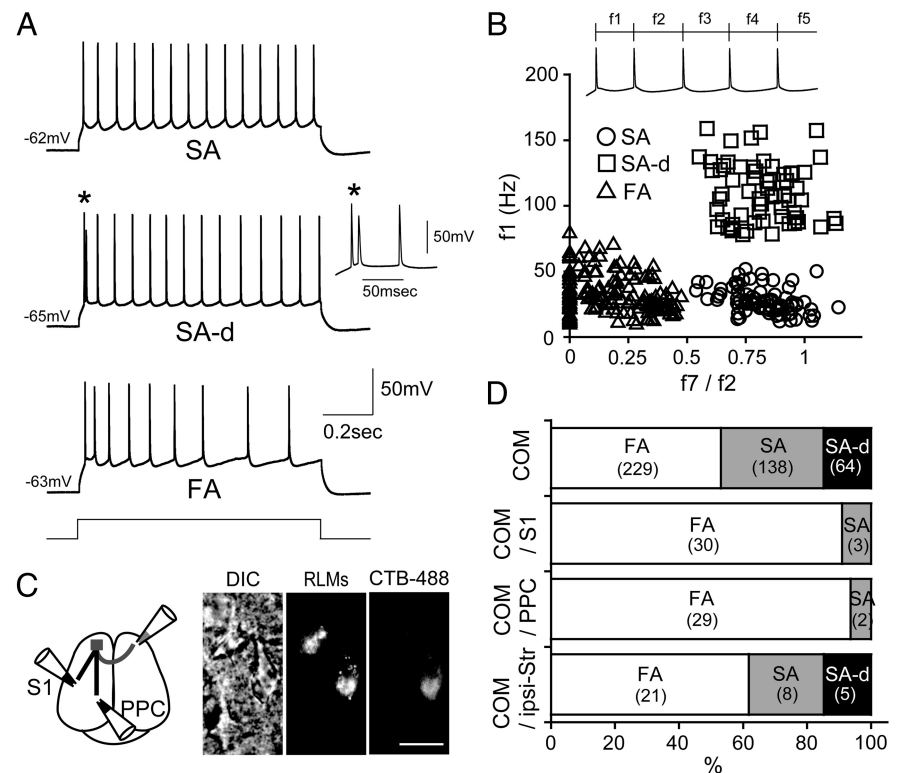 A
-62mV
SA
*
*
50mV
50msec
-65mV
SA-d
50mV
0.2sec
-63mV
FA
B
f1 f2 f3 f4 f5
200
150
100
50
0
f1 (Hz)
SA
SA-d
FA
0 0.25 0.5 0.75 1
f7 / f2
C
S1
PPC
DIC RLMs CTB-488
D
COM
FA SA SA-d
(229) (138) (64)
COM
/ S1
FA SA
(30) (3)
COM
/ PPC
FA SA
(29) (2)
COM
/ ipsi-Str
FA SA SA-d
(21) (8) (5)
0 20 40 60 80 100
%